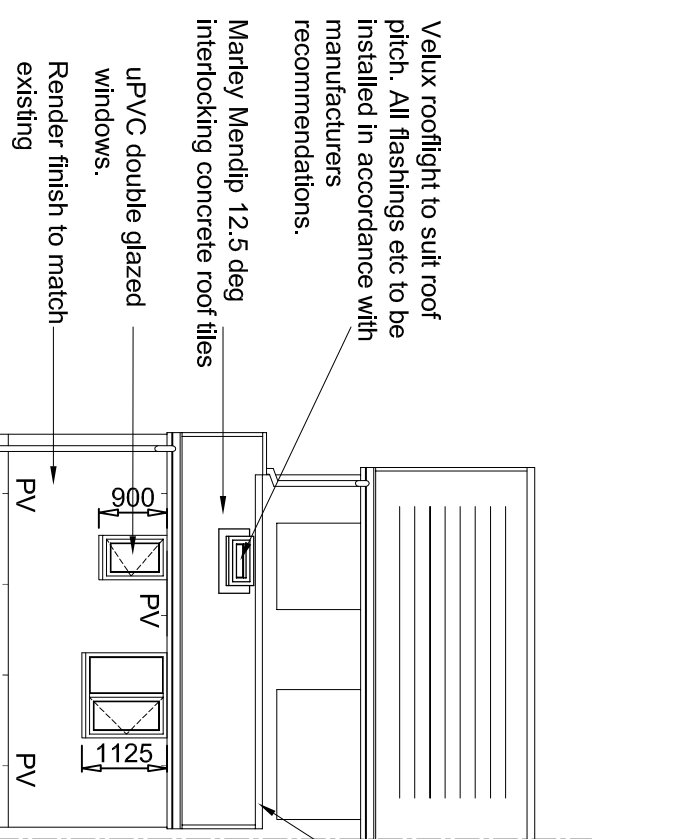 Velux rooflight to suit roof
pitch. All flashings etc to be
installed in accordance with
manufacturers
recommendations.
Marley Mendip 12.5 deg
interlocking concrete roof tiles
uPVC double glazed
windows.
Render finish to match
existing
900
PV
PV
1125
PV